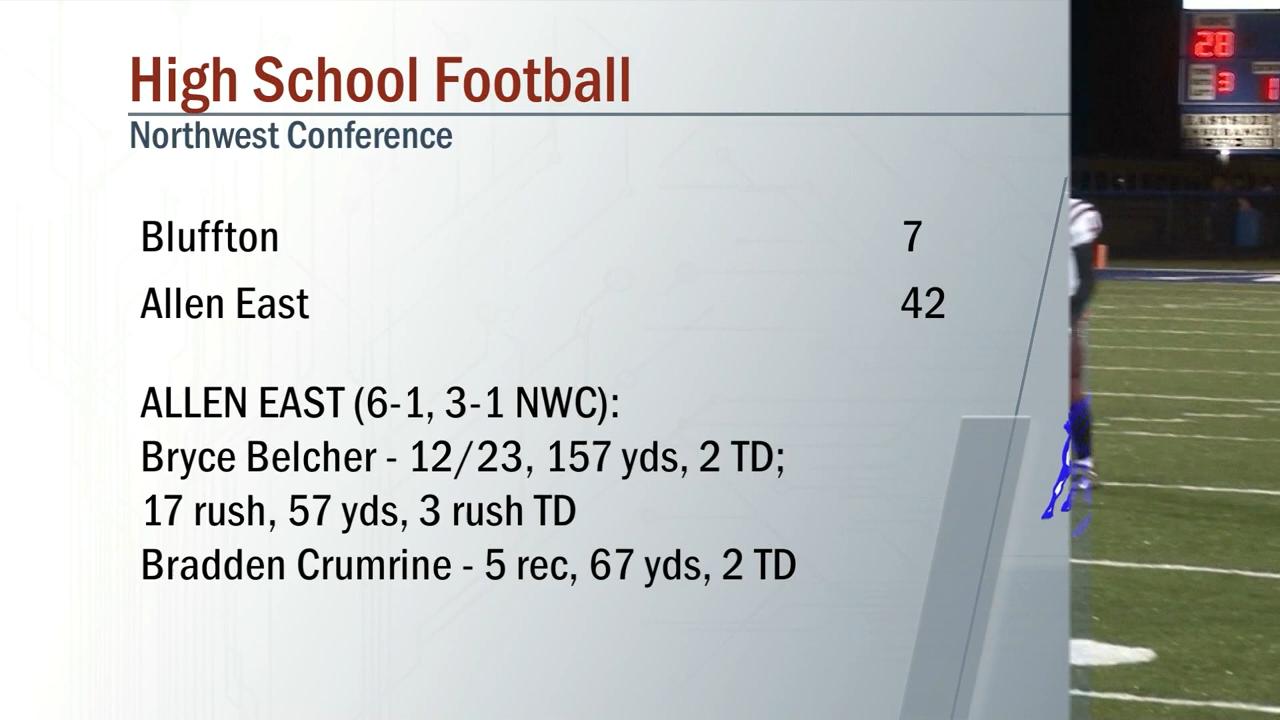 High School Football
Northwest Conference
Bluffton 7
Allen East 42
ALLEN EAST (6-1, 3-1 NWC):
Bryce Belcher - 12/23, 157 yds, 2 TD;
17 rush, 57 yds, 3 rush TD
Bradden Crumrine - 5 rec, 67 yds, 2 TD
28
3